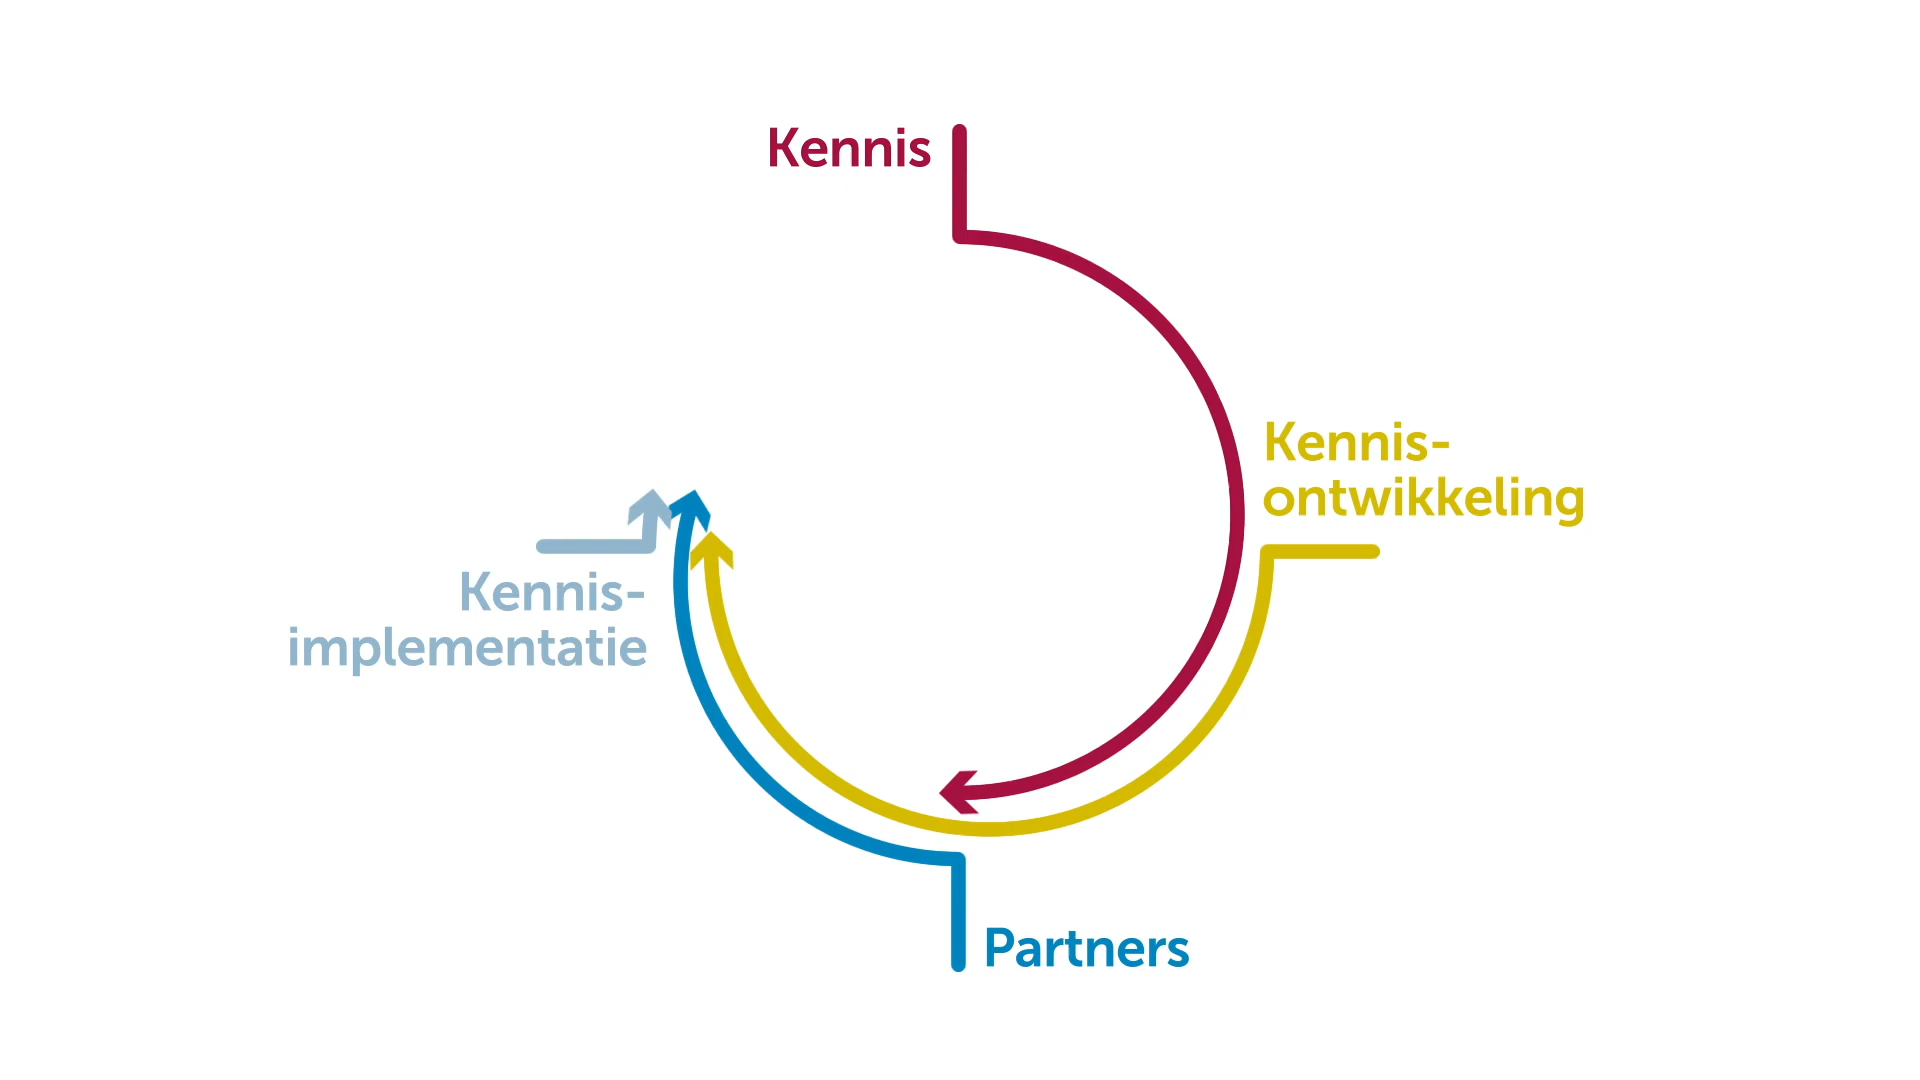 Kennis
Kennis-
ontwikkeling
Kennis-
implementatie
Partners